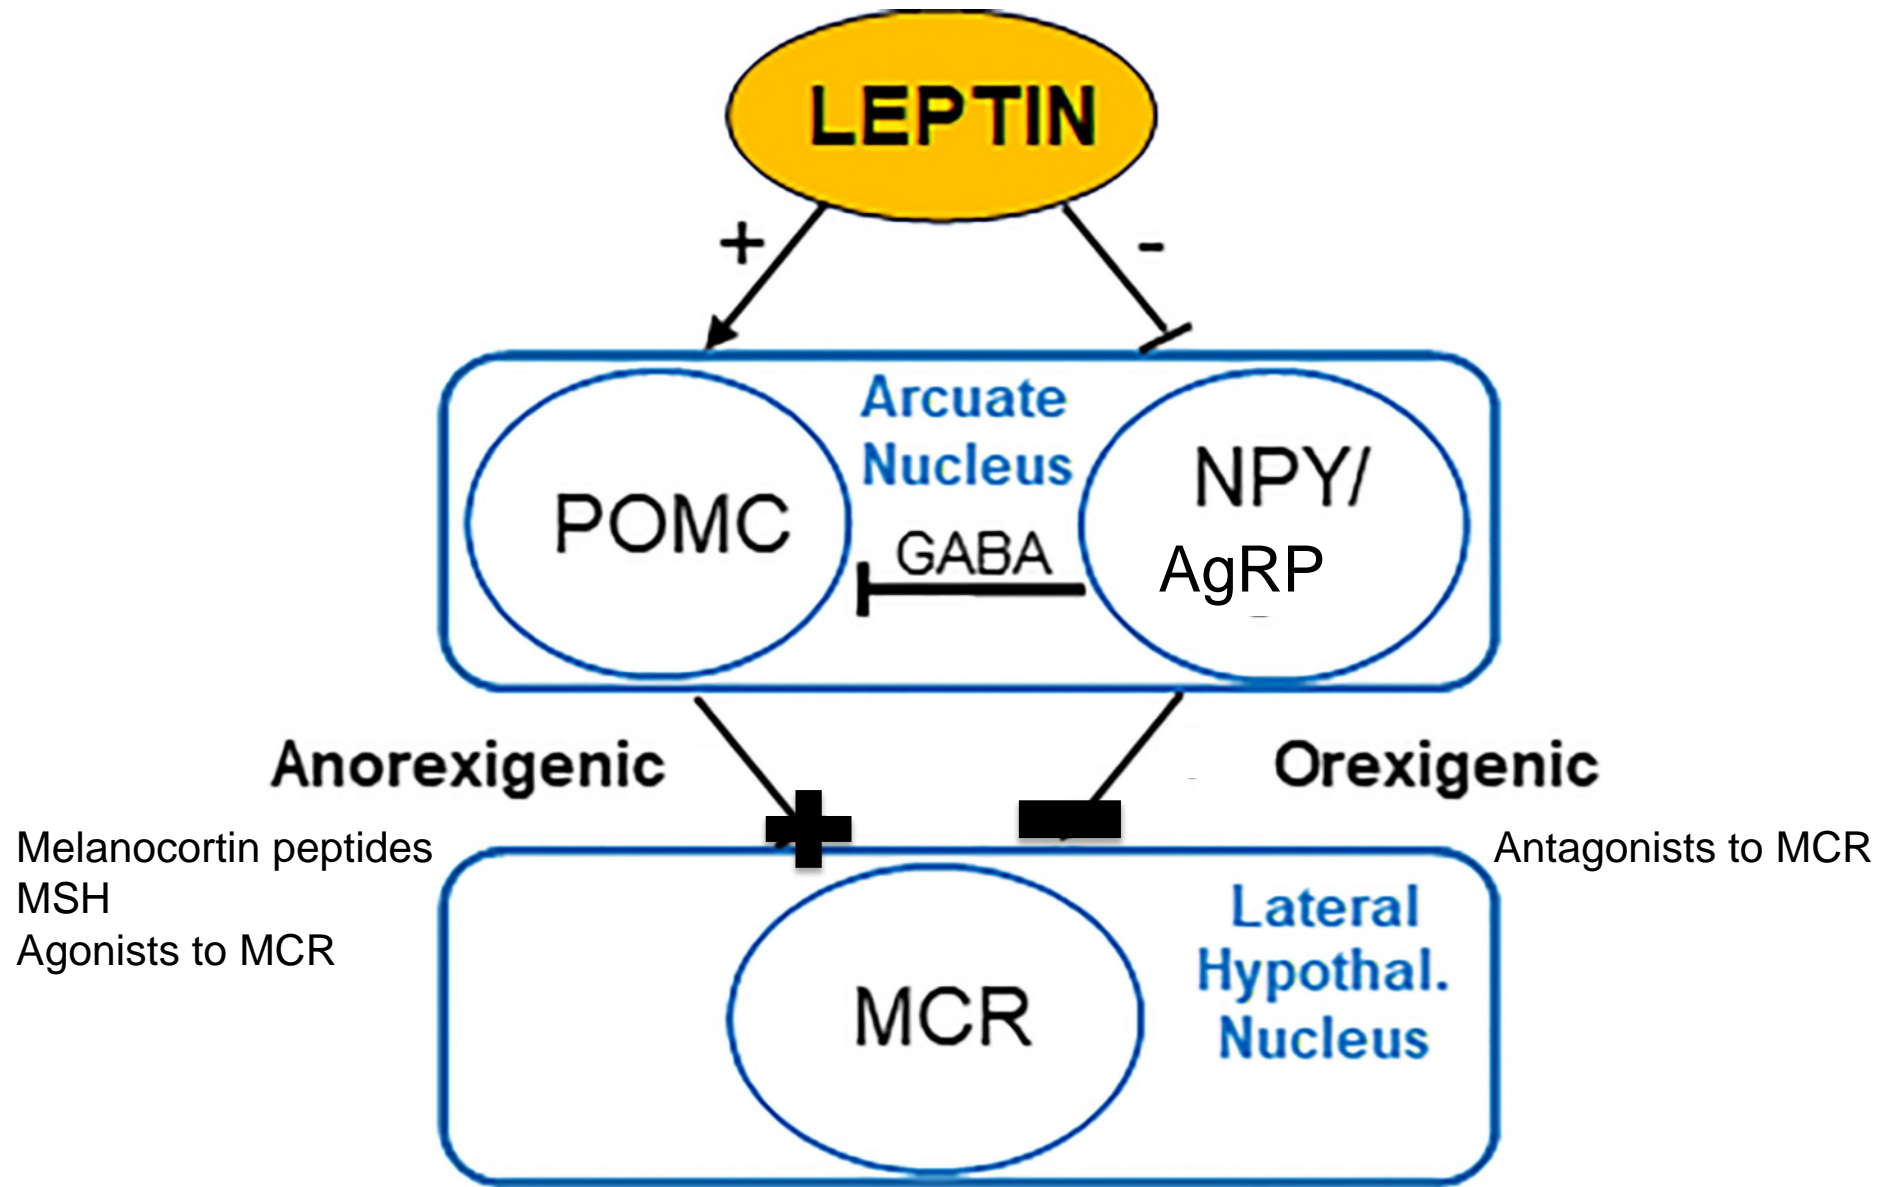 LEPTIN
+
-
Arcuate
Nucleus
POMC
GABA
NPY/
AgRP
Anorexigenic
Orexigenic
Melanocortin peptides
MSH
Agonists to MCR
Antagonists to MCR
MCR
Lateral
Hypothal.
Nucleus